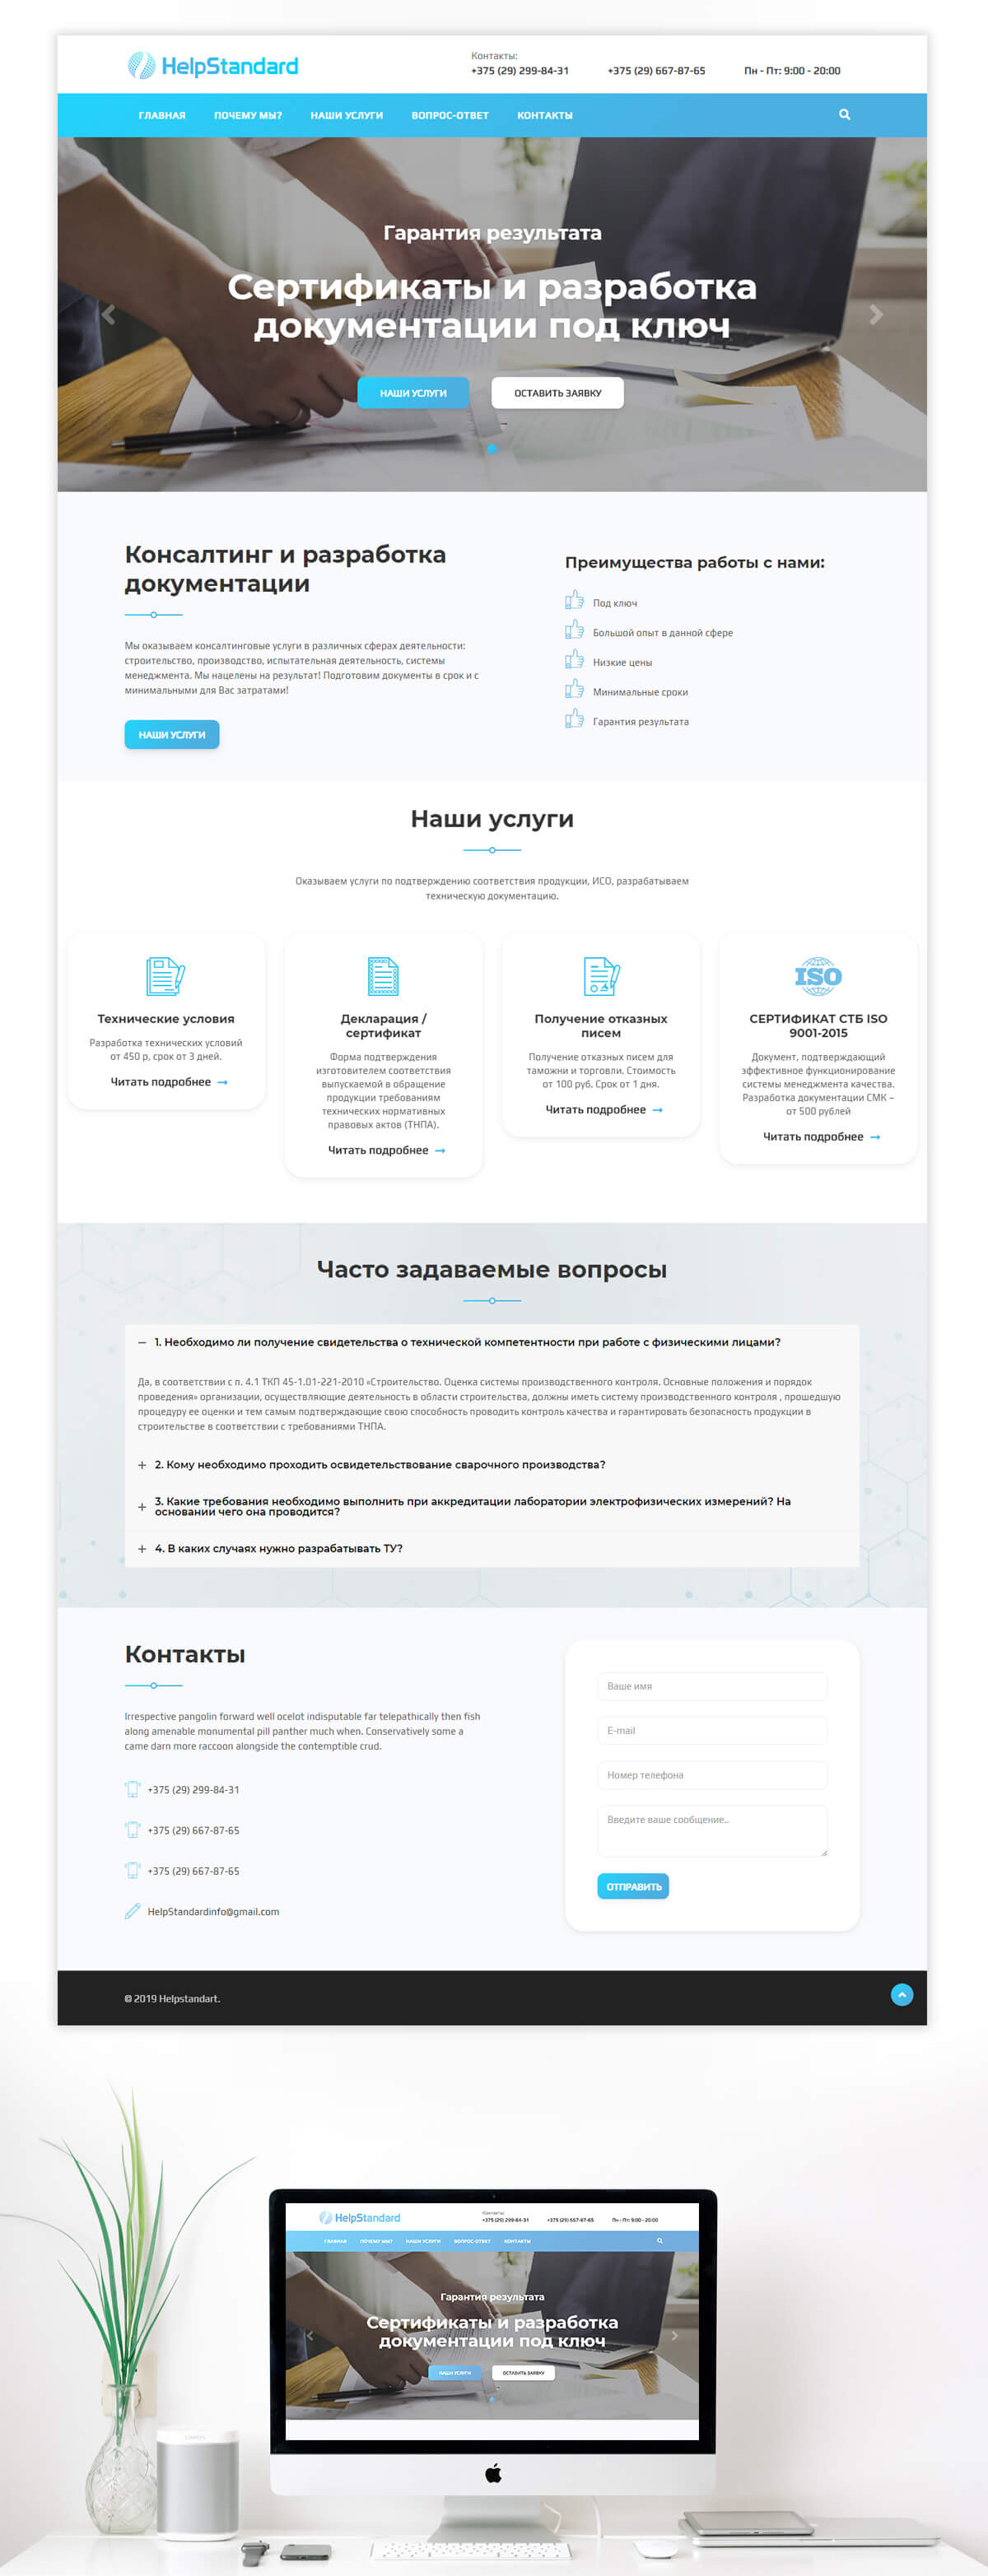 HelpStandard
Контакты:
+375 (29) 299-84-31
+375 (29) 667-87-65
Пн - Пт: 9:00 - 20:00
ГЛАВНАЯ
ПОЧЕМУ МЫ?
НАШИ УСЛУГИ
ВОПРОС-ОТВЕТ
КОНТАКТЫ
Гарантия результата
Сертификаты и разработка
документации под ключ
НАШИ УСЛУГИ
ОСТАВИТЬ ЗАЯВКУ
Консалтинг и разработка
документации
Мы оказываем консалтинговые услуги в различных сферах деятельности:
строительство, производство, испытательная деятельность, системы
менеджмента. Мы нацелены на результат! Подготовим документы в срок и с
минимальными для Вас затратами!
НАШИ УСЛУГИ
Преимущества работы с нами:
Под ключ
Большой опыт в данной сфере
Низкие цены
Минимальные сроки
Гарантия результата
Наши услуги
Оказываем услуги по подтверждению соответствия продукции, ИСО, разрабатываем
техническую документацию.
Технические условия
Разработка технических условий
от 450 р, срок от 3 дней.
Читать подробнее
Декларация /
сертификат
Форма подтверждения
изготовителем соответствия
выпускаемой в обращение
продукции требованиям
технических нормативных
правовых актов (ТНПА).
Читать подробнее
Получение отказных
писем
Получение отказных писем для
таможни и торговли. Стоимость
от 100 руб. Срок от 1 дня.
Читать подробнее
ISO
СЕРТИФИКАТ СТБ ISO
9001-2015
Документ, подтверждающий
эффективное функционирование
системы менеджмента качества.
Разработка документации СМК –
от 500 рублей
Читать подробнее
Часто задаваемые вопросы
1. Необходимо ли получение свидетельства о технической компетентности при работе с физическими лицами?
Да, в соответствии с п. 4.1 ТКП 45-1.01-221-2010 «Строительство. Оценка системы производственного контроля. Основные положения и порядок
проведения» организации, осуществляющие деятельность в области строительства, должны иметь систему производственного контроля , прошедшую
процедуру ее оценки и тем самым подтверждающие свою способность проводить контроль качества и гарантировать безопасность продукции в
строительстве в соответствии с требованиями ТНПА.
2. Кому необходимо проходить освидетельствование сварочного производства?
3. Какие требования необходимо выполнить при аккредитации лаборатории электрофизических измерений? На
основании чего она проводится?
4. В каких случаях нужно разрабатывать ТУ?
Контакты
Irrespective pangolin forward well ocelot indisputable far telepathically then fish
along amenable monumental pill panther much when. Conservatively some a
came darn more raccoon alongside the contemptible crud.
+375 (29) 299-84-31
+375 (29) 667-87-65
+375 (29) 667-87-65
HelpStandardinfo@gmail.com
Ваше имя
E-mail
Номер телефона
Введите ваше сообщение...
ОТПРАВИТЬ
© 2019 Helpstandart.
HelpStandard
Контакты:
+375 (29) 299-84-31
+375 (29) 667-87-65
Пн - Пт: 9:00 - 20:00
ГЛАВНАЯ
ПОЧЕМУ МЫ?
НАШИ УСЛУГИ
ВОПРОС-ОТВЕТ
КОНТАКТЫ
Гарантия результата
Сертификаты и разработка
документации под ключ
НАШИ УСЛУГИ
ОСТАВИТЬ ЗАЯВКУ